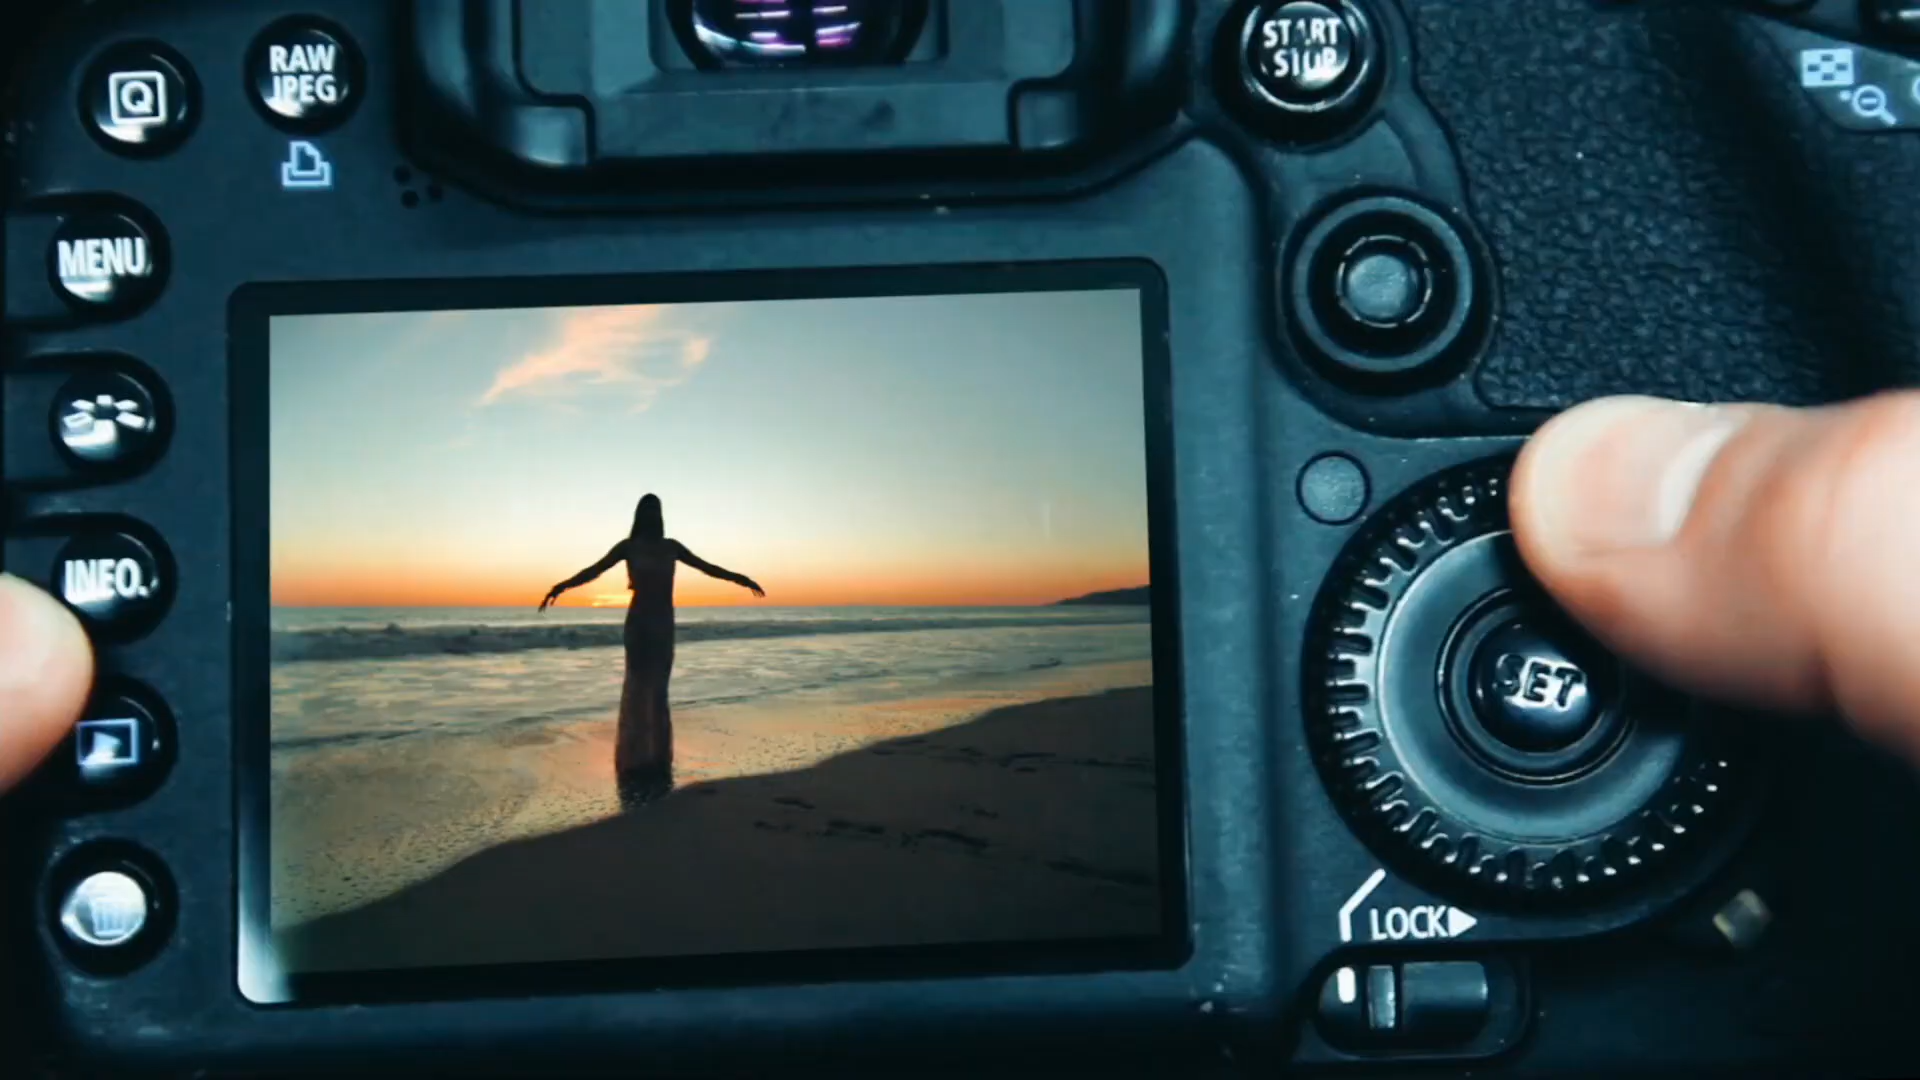 Q
RAW
JPEG
START
STOP
MENU
INFO.
SET
LOCK